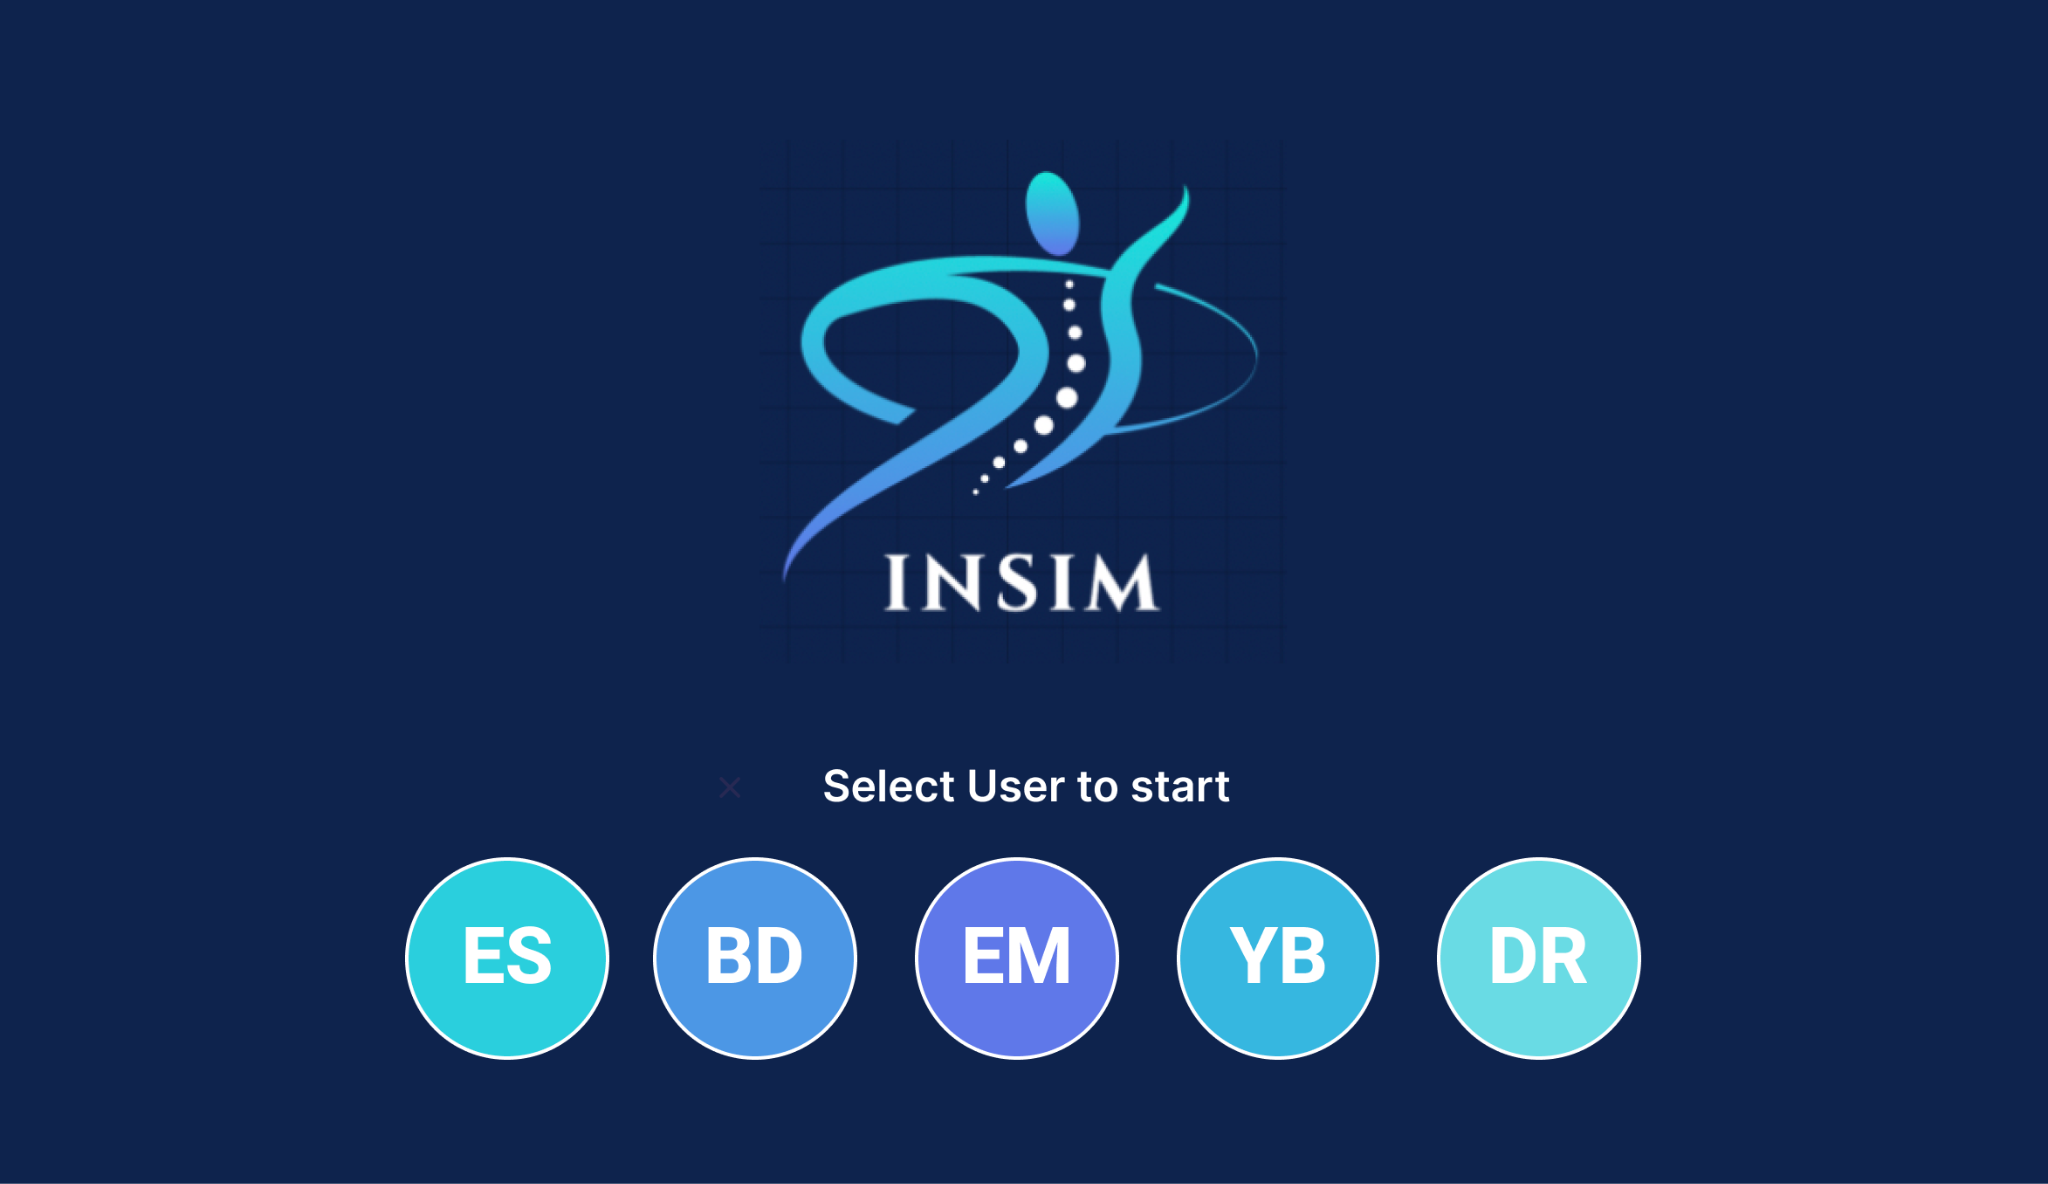 INSIM
Select User to start
ES BD EM YB DR